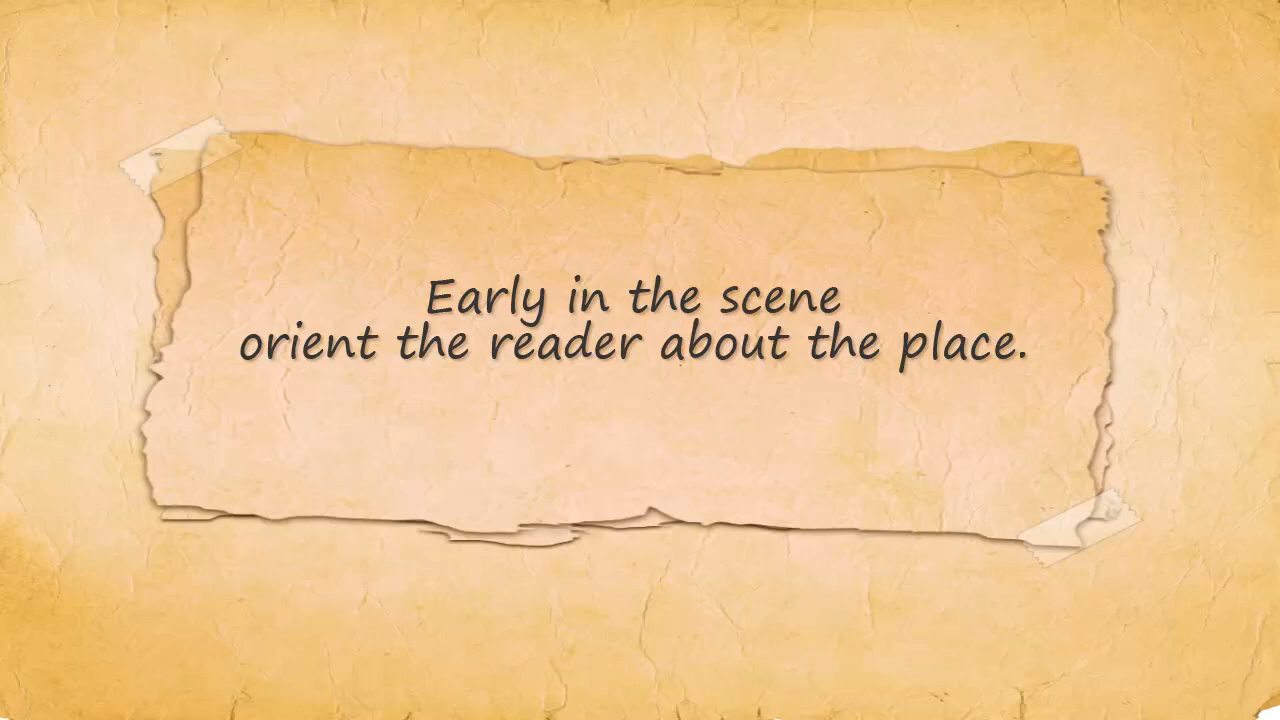 Early in the scene
orient the reader about the place.